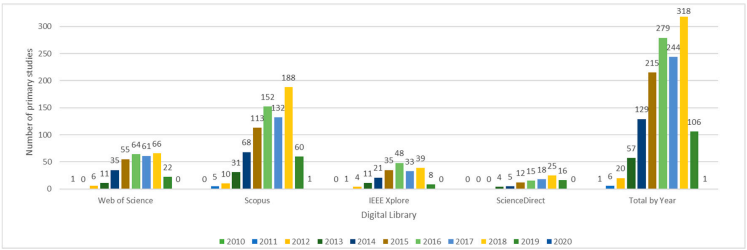 Number of primary studies
300
250
200
150
100
50
0
1 0 6 11 35 55 64 61 66 22 0
0 5 10 31 68 113 152 132 188 60 1
0 1 4 11 21 35 48 33 39 8 0
0 0 0 4 5 12 15 18 25 16 0
1 6 20 57 129 215 279 244 318 106 1
Web of Science Scopus IEEE Xplore ScienceDirect Total by Year
Digital Library
2010 2011 2012 2013 2014 2015 2016 2017 2018 2019 2020